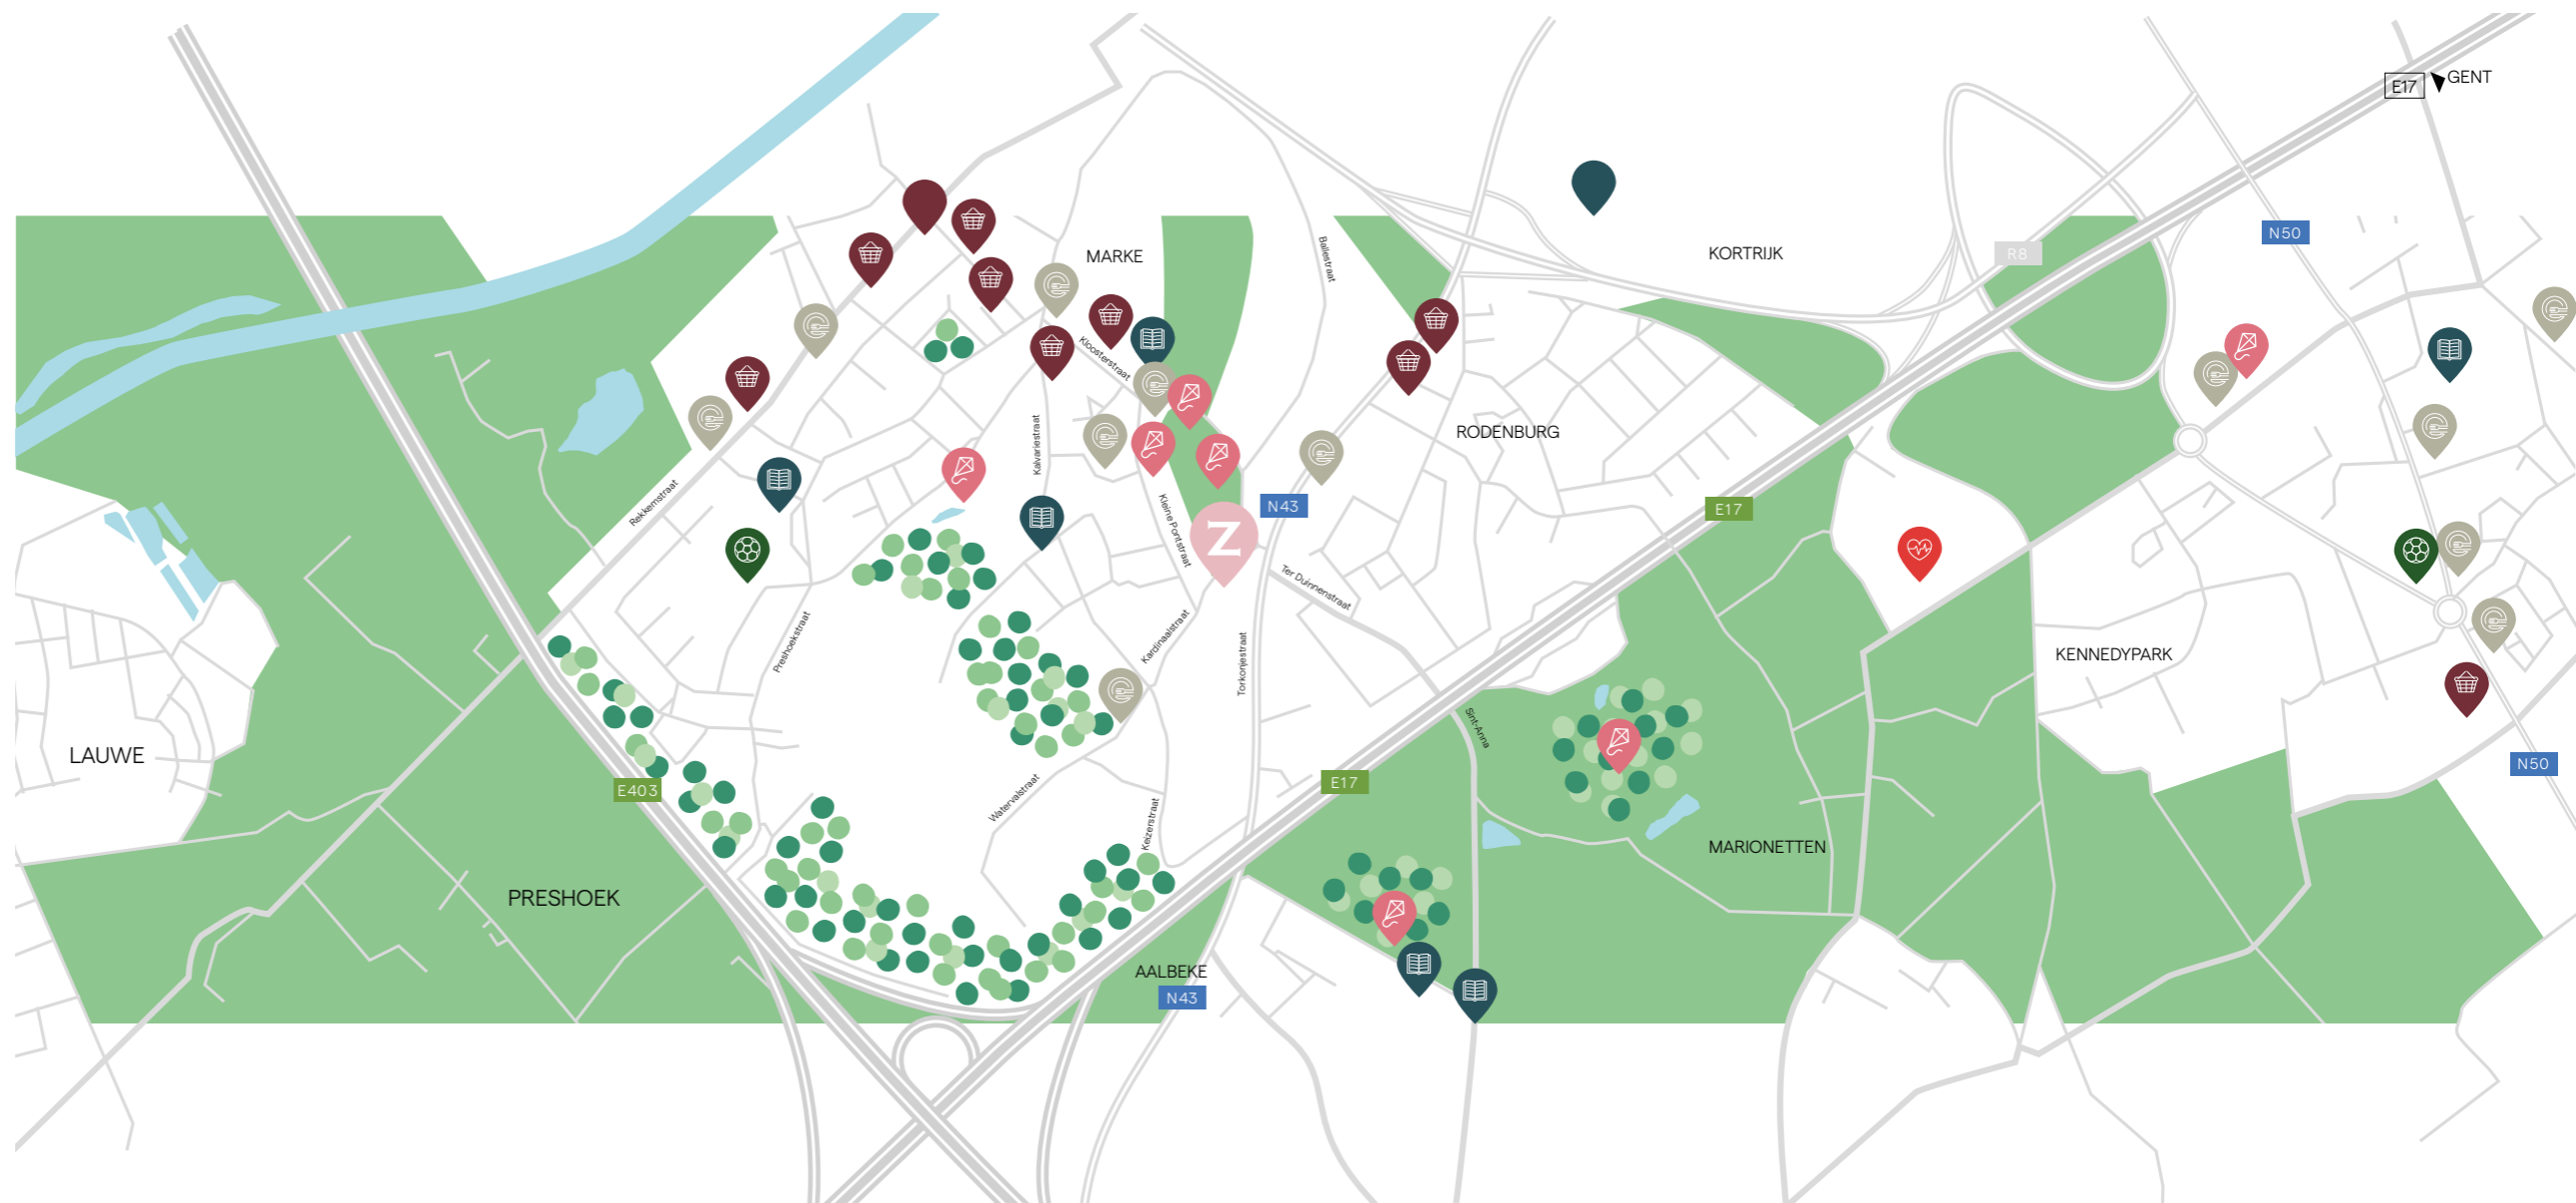 E17 GENT
N50
MARKE
Ballestraat
KORTRIJK
R8
Kloosterstraat
Kalvariestraat
RODENBURG
Rekkemstraat
Kleine Pontstraat
N43
E17
Z
Ter Duinnenstraat
Preshoekstraat
Kardinaalstraat
Torkonjestraat
KENNEDYPARK
Sint-Anna
LAUWE
N50
E403
E17
Watervalstraat
Keizerstraat
MARIONETTEN
PRESHOEK
AALBEKE
N43